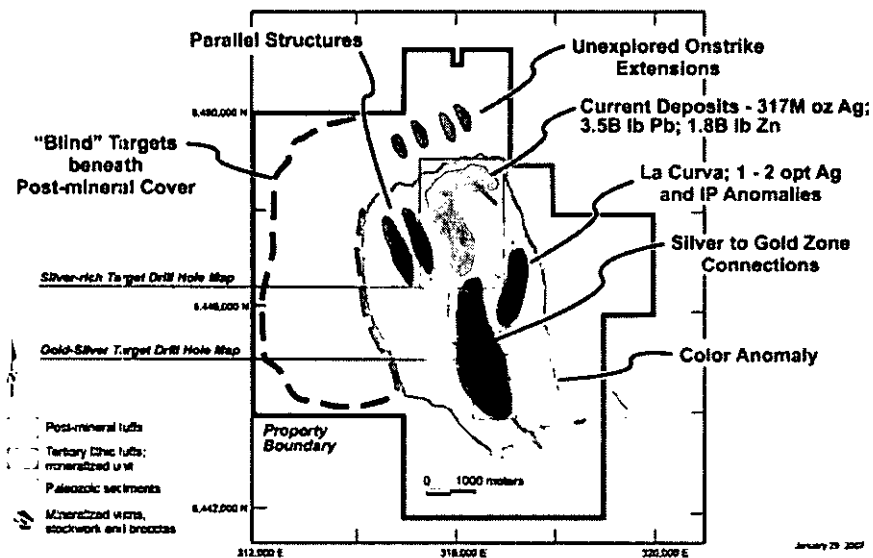 Parallel Structures
Unexplored Onstrike
Extensions
Current Deposits - 317M oz Ag;
3.5B lb Pb; 1.8B lb Zn
"Blind" Targets
beneath
Post-mineral Cover
La Curva; 1 - 2 opt Ag
and IP Anomalies
Silver to Gold Zone
Connections
Silver-rich Target Drill Hole Map
Gold-Silver Target Drill Hole Map
Color Anomaly
Post-mineral tuffs
Tertiary tuffs;
mineralized unit
Paleozoic sediments
Mineralized veins,
stockwork and breccias
Property
Boundary
0 1000 meters
312,000 E
316,000 E
320,000 E
January 29 2007